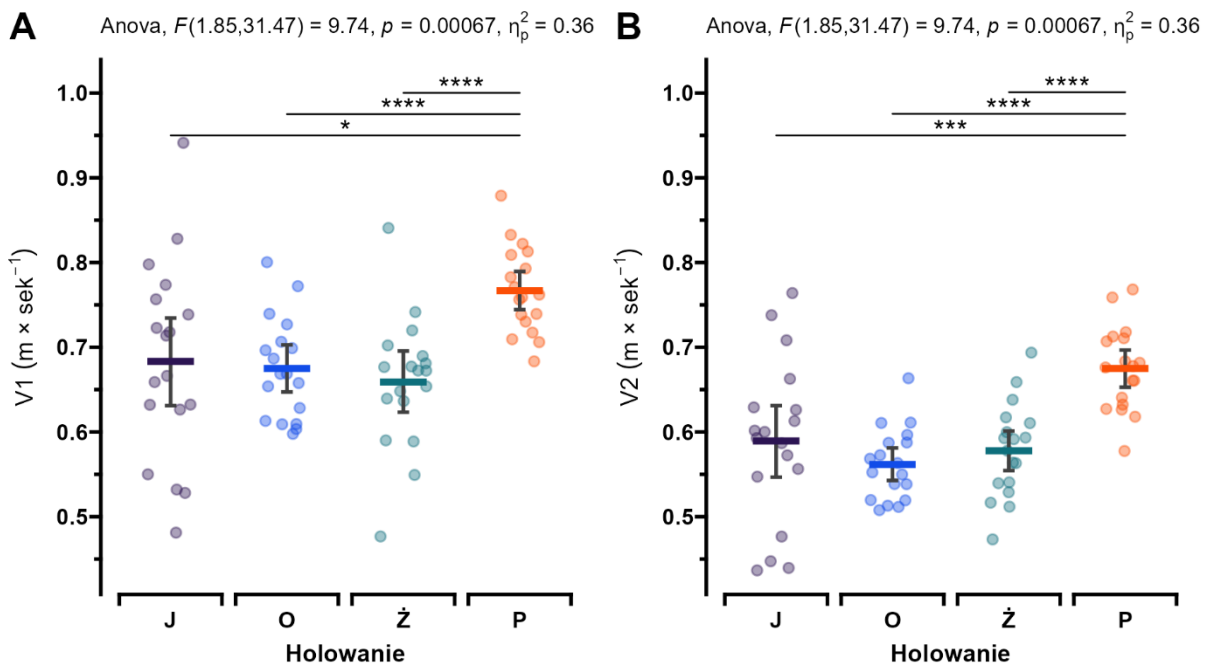 A
Anova, F(1.85,31.47) = 9.74, p = 0.00067, η²ₚ = 0.36
****
****
*
1.0
0.9
0.8
0.7
0.6
0.5
V1 (m × sek⁻¹)
J O Ż P
Holowanie
B
Anova, F(1.85,31.47) = 9.74, p = 0.00067, η²ₚ = 0.36
****
****
***
1.0
0.9
0.8
0.7
0.6
0.5
V2 (m × sek⁻¹)
J O Ż P
Holowanie